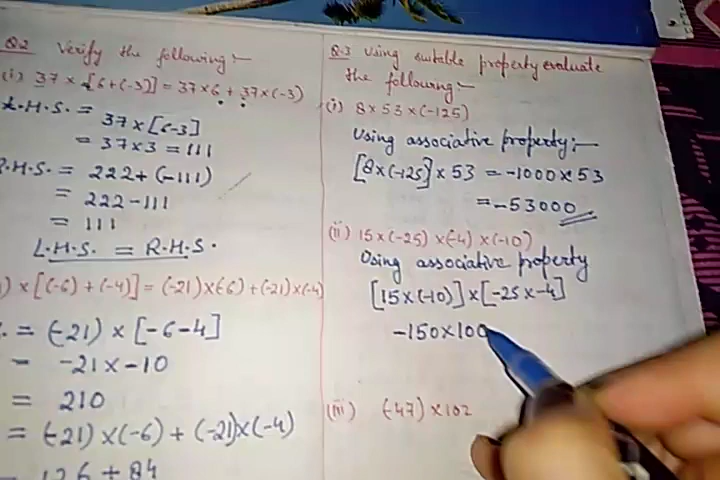 Q2 Verify the following:-
(i) 37 × [6+(-3)] = 37×6 + 37×(-3)
L.H.S. = 37×[6-3]
= 37×3 = 111
R.H.S. = 222+(-111)
= 222-111
= 111
L.H.S. = R.H.S.
) × [(-6) + (-4)] = (-21)×(-6) + (-21)×(-4)
= (-21) × [-6-4]
= -21×-10
= 210
= (-21)×(-6) + (-21)×(-4)
= 126 + 84
Q.3 Using suitable property evaluate
the following:-
(i) 8×53×(-125)
Using associative property:-
[8×(-125]×53 = -1000×53
= -53000
(ii) 15×(-25)×(-4)×(-10)
Using associative property
[15×(-10)]×[-25×-4]
-150×100
(iii) (-47)×102